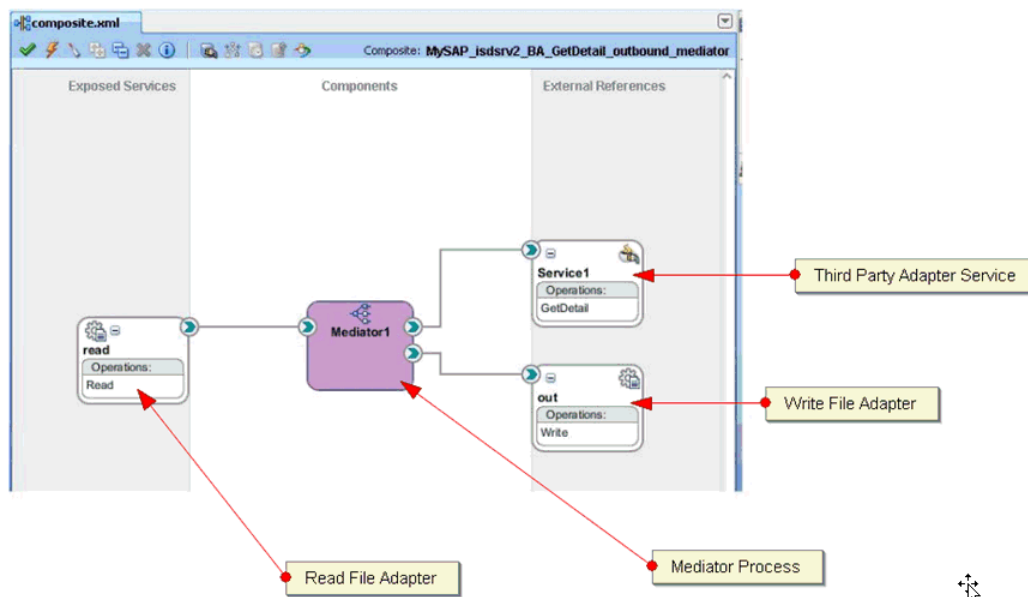 composite.xml
Composite: MySAP_isdsrv2_BA_GetDetail_outbound_mediator
Exposed Services
Components
External References
Service1
Operations:
GetDetail
Third Party Adapter Service
Mediator1
read
Operations:
Read
out
Operations:
Write
Write File Adapter
Read File Adapter
Mediator Process